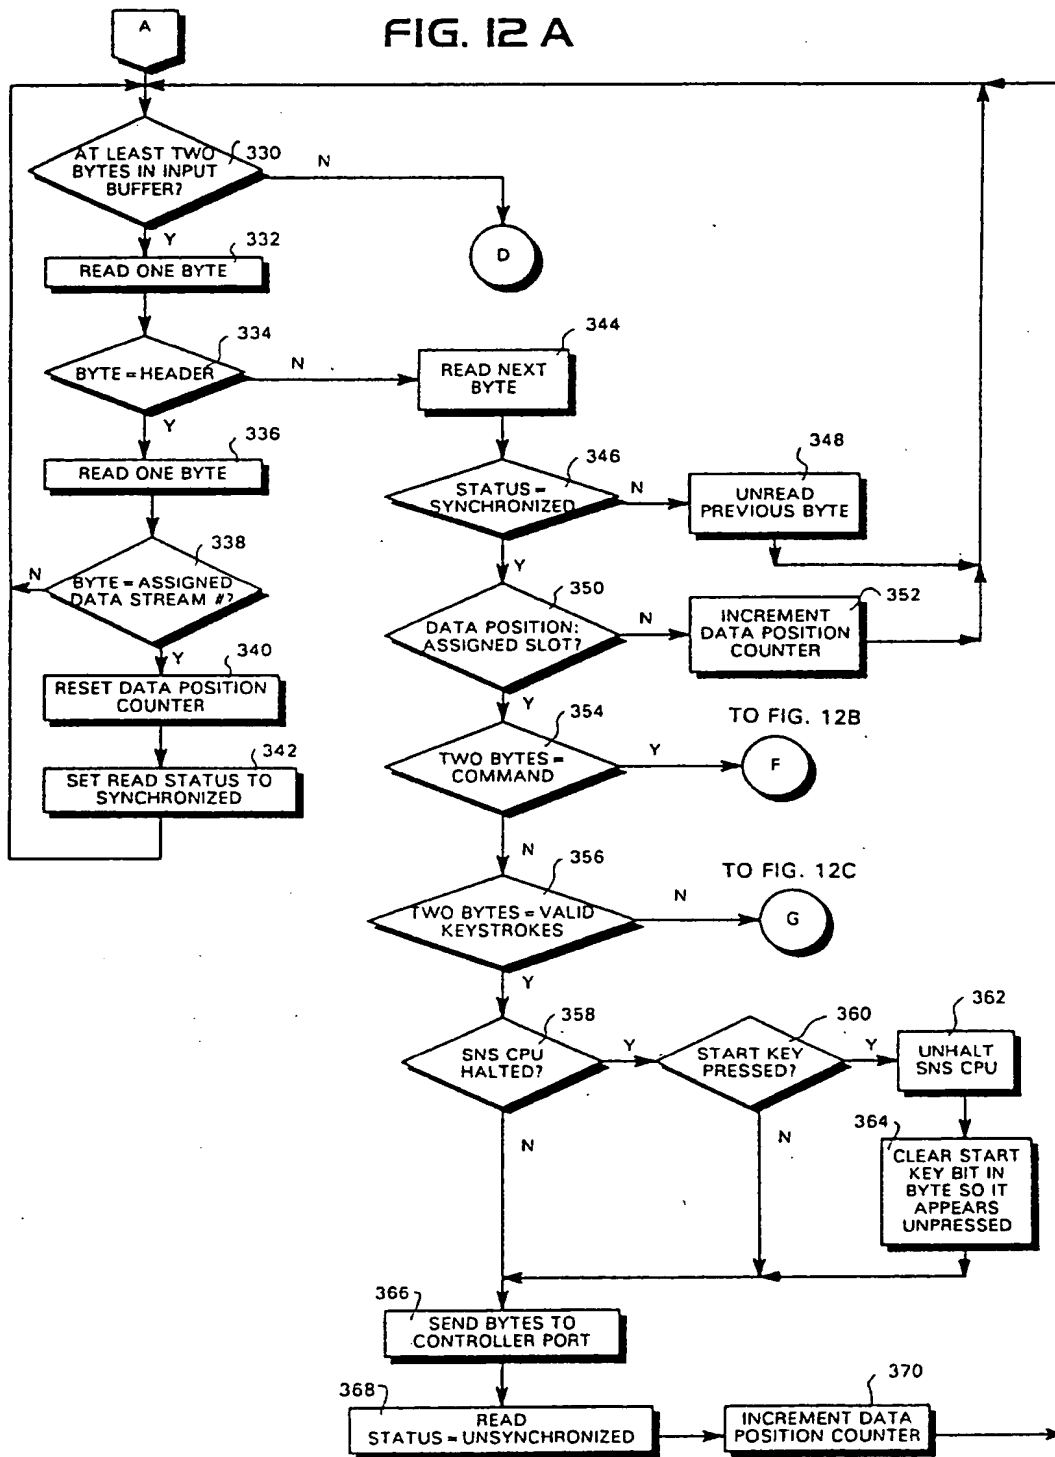 FIG. 12 A
A
AT LEAST TWO
BYTES IN INPUT
BUFFER?
330
N
D
Y
332
READ ONE BYTE
334
BYTE = HEADER
N
344
READ NEXT
BYTE
Y
336
READ ONE BYTE
346
STATUS =
SYNCHRONIZED
N
348
UNREAD
PREVIOUS BYTE
338
N
BYTE = ASSIGNED
DATA STREAM #?
Y
350
DATA POSITION:
ASSIGNED SLOT?
N
352
INCREMENT
DATA POSITION
COUNTER
Y
340
RESET DATA POSITION
COUNTER
Y
354
TWO BYTES =
COMMAND
Y
TO FIG. 12B
F
342
SET READ STATUS TO
SYNCHRONIZED
N
356
TWO BYTES = VALID
KEYSTROKES
N
TO FIG. 12C
G
Y
358
SNS CPU
HALTED?
Y
360
START KEY
PRESSED?
Y
362
UNHALT
SNS CPU
N
N
364
CLEAR START
KEY BIT IN
BYTE SO IT
APPEARS
UNPRESSED
366
SEND BYTES TO
CONTROLLER PORT
368
READ
STATUS = UNSYNCHRONIZED
370
INCREMENT DATA
POSITION COUNTER